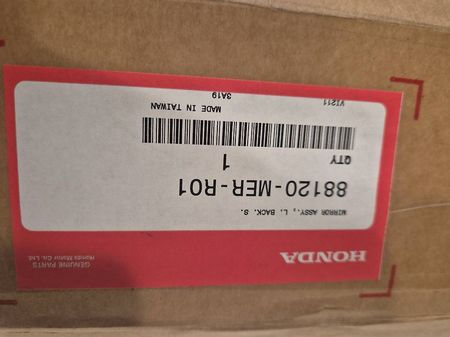 HONDA
GENUINE PARTS
Honda Motor Co., Ltd.
MIRROR ASSY., L. BACK. S.
88120-MER-R01
QTY 1
MADE IN TAIWAN
3A19
VI211